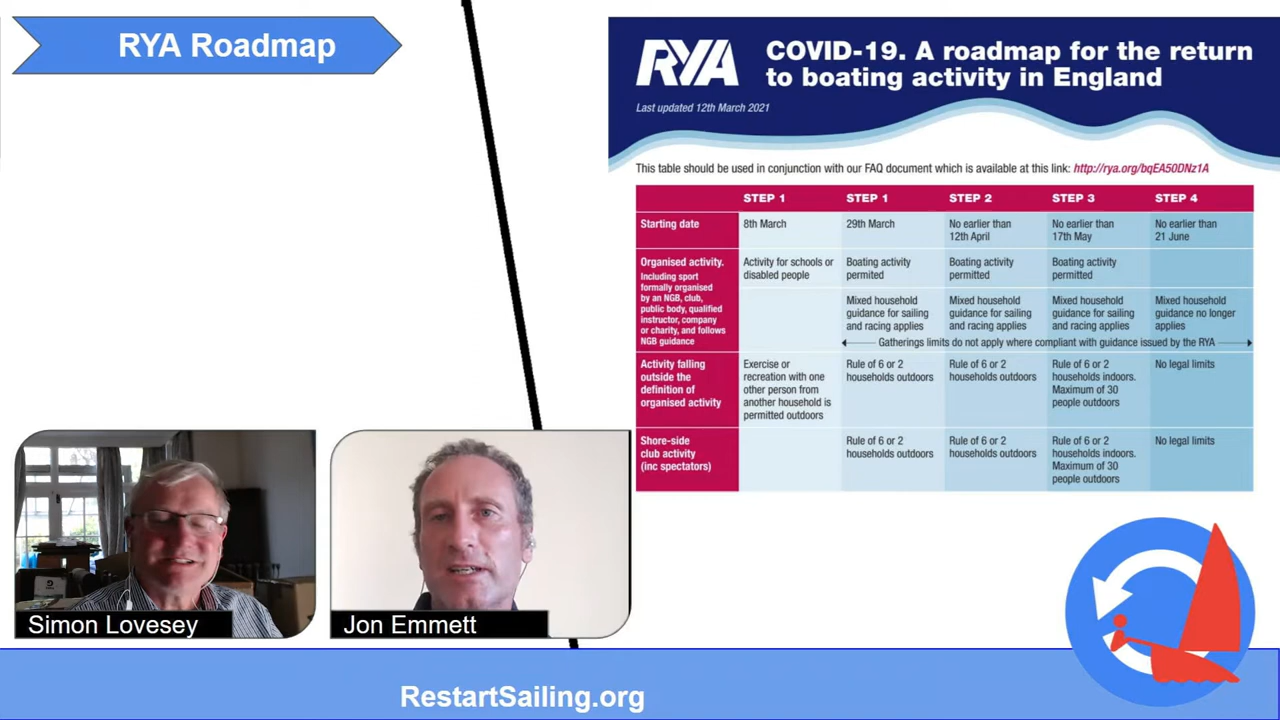 RYA Roadmap
RYA
COVID-19. A roadmap for the return
to boating activity in England
Last updated 12th March 2021
This table should be used in conjunction with our FAQ document which is available at this link: http://rya.org/bqEA50DNz1A
STEP 1
STEP 1
STEP 2
STEP 3
STEP 4
Starting date
8th March
29th March
No earlier than
12th April
No earlier than
17th May
No earlier than
21 June
Organised activity.
Including sport
formally organised
by an NGB, club,
public body, qualified
instructor, company
or charity, and follows
NGB guidance
Activity for schools or
disabled people
Boating activity
permited
Boating activity
permitted
Boating activity
permitted
Mixed household
guidance for sailing
and racing applies
Mixed household
guidance for sailing
and racing applies
Mixed household
guidance for sailing
and racing applies
Mixed household
guidance no longer
applies
Gatherings limits do not apply where compliant with guidance issued by the RYA
Activity falling
outside the
definition of
organised activity
Exercise or
recreation with one
other person from
another household is
permitted outdoors
Rule of 6 or 2
households outdoors
Rule of 6 or 2
households outdoors
Rule of 6 or 2
households indoors.
Maximum of 30
people outdoors
No legal limits
Shore-side
club activity
(inc spectators)
Rule of 6 or 2
households outdoors
Rule of 6 or 2
households outdoors
Rule of 6 or 2
households indoors.
Maximum of 30
people outdoors
No legal limits
Simon Lovesey
Jon Emmett
RestartSailing.org